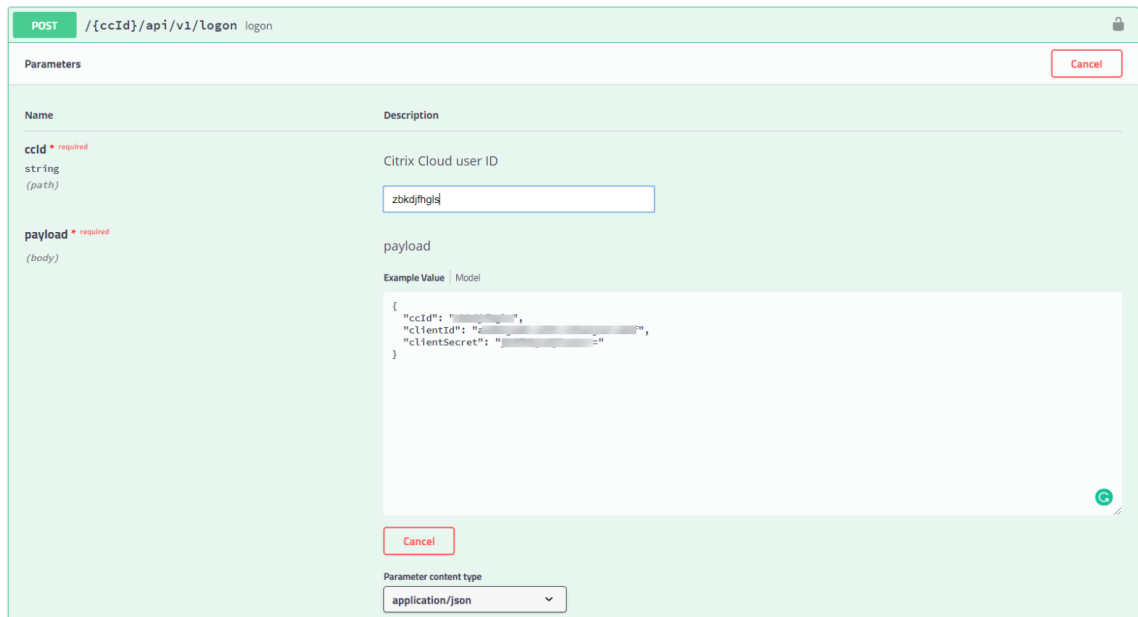 POST /{ccId}/api/v1/logon logon
Parameters Cancel
Name Description
ccId * required
string
(path)
Citrix Cloud user ID
zbkdjfhgls
payload * required
(body)
payload
Example Value Model
{
"ccId": " ",
"clientId": "a f",
"clientSecret": "j ="
}
Cancel
Parameter content type
application/json